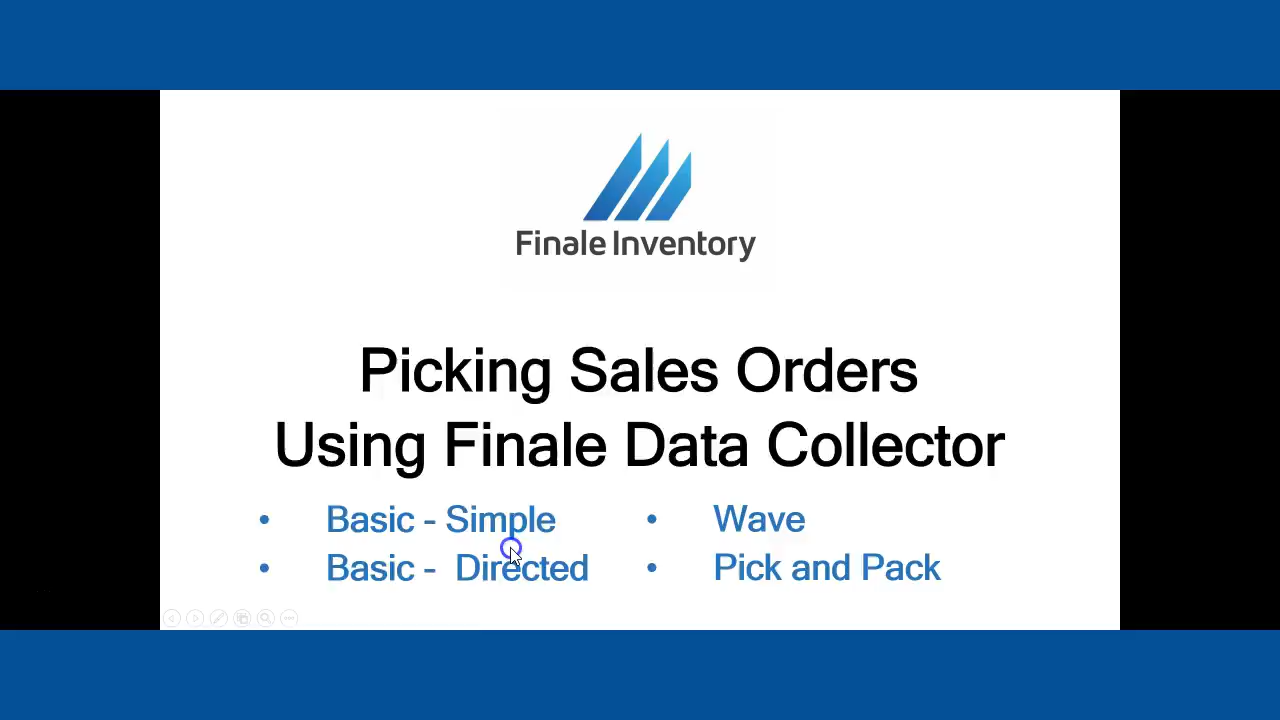 Finale Inventory
Picking Sales Orders
Using Finale Data Collector
• Basic - Simple
• Basic - Directed
• Wave
• Pick and Pack